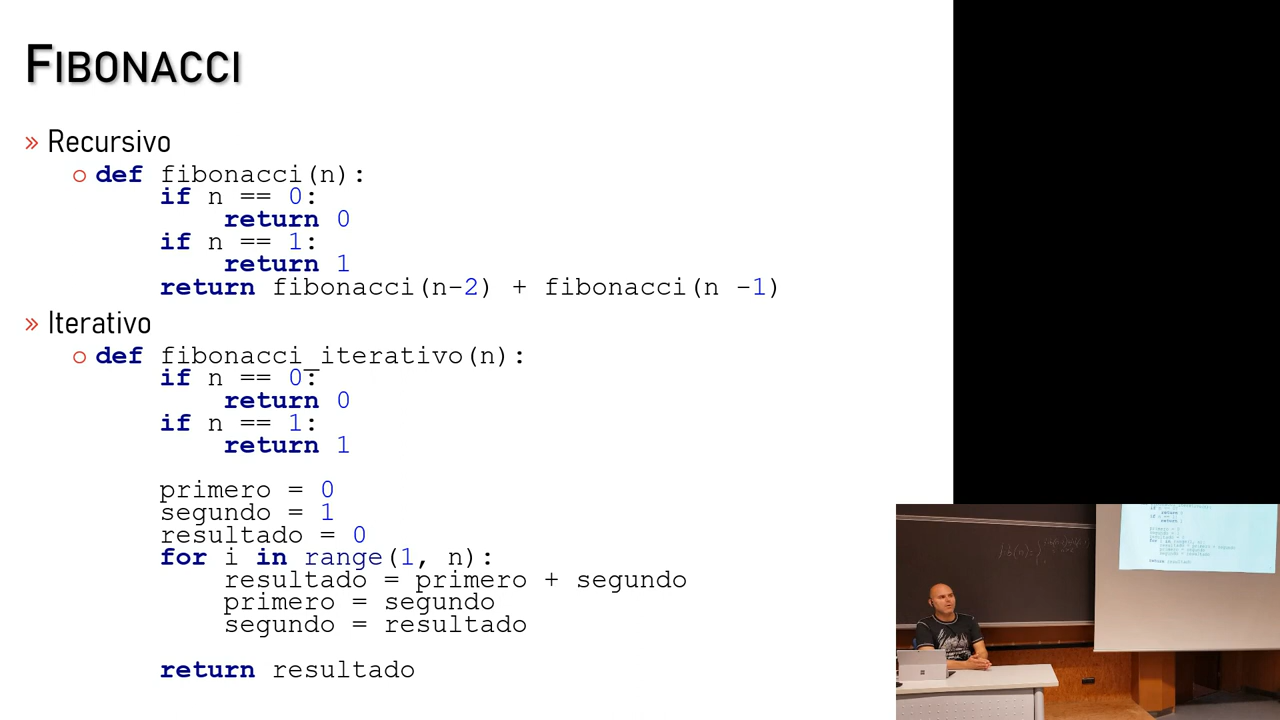 FIBONACCI
» Recursivo
def fibonacci(n):
if n == 0:
return 0
if n == 1:
return 1
return fibonacci(n-2) + fibonacci(n -1)
» Iterativo
def fibonacci_iterativo(n):
if n == 0:
return 0
if n == 1:
return 1
primero = 0
segundo = 1
resultado = 0
for i in range(1, n):
resultado = primero + segundo
primero = segundo
segundo = resultado
return resultado